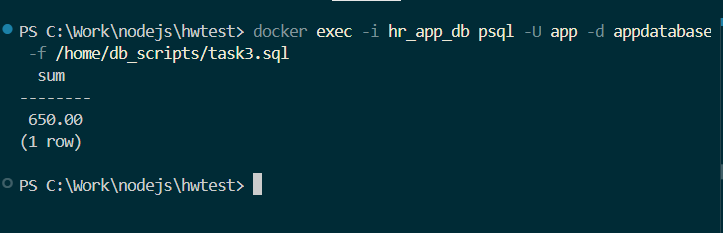 PS C:\Work\nodejs\hwtest> docker exec -i hr_app_db psql -U app -d appdatabase
-f /home/db_scripts/task3.sql
sum
--------
650.00
(1 row)
PS C:\Work\nodejs\hwtest>